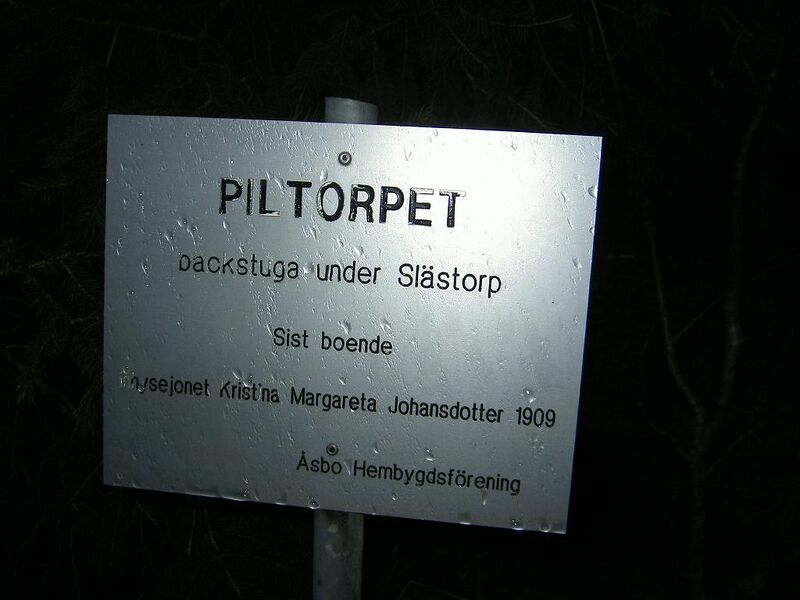 PILTORPET
backstuga under Slästorp
Sist boende
Kristina Margareta Johansdotter 1909
Åsbo Hembygdsförening